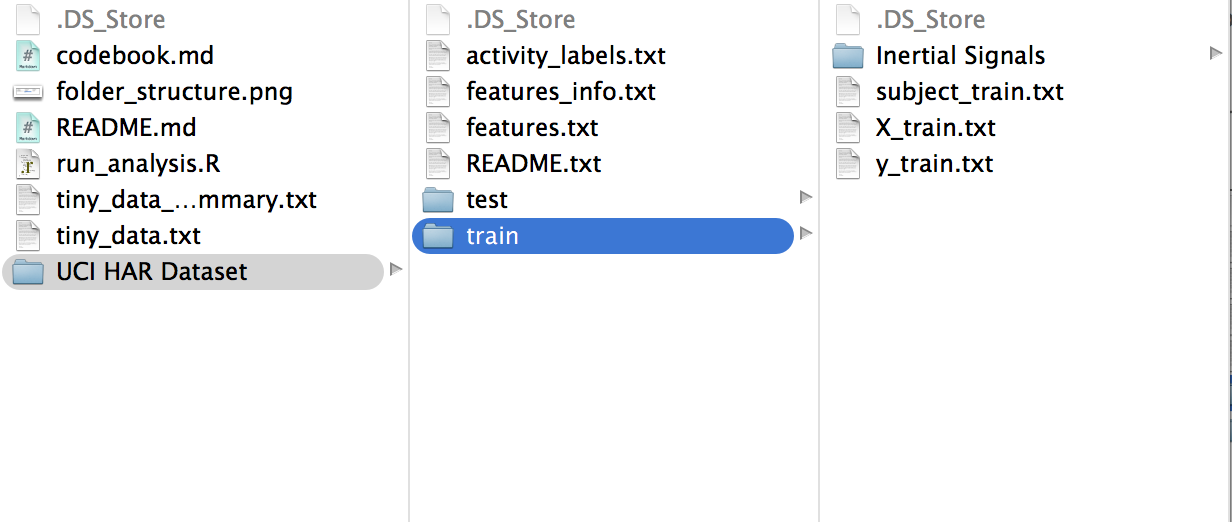 .DS_Store
codebook.md
folder_structure.png
README.md
run_analysis.R
tiny_data_...mmary.txt
tiny_data.txt
UCI HAR Dataset
.DS_Store
activity_labels.txt
features_info.txt
features.txt
README.txt
test
train
.DS_Store
Inertial Signals
subject_train.txt
X_train.txt
y_train.txt